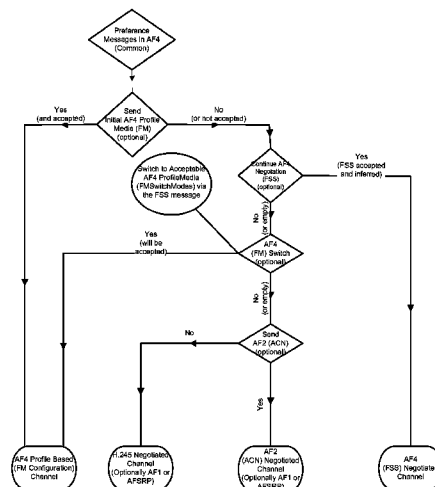 Preference
Messages in AF4
(Common)
Send
Initial AF4 Profile
Media (FM)
(optional)
Yes
(and accepted)
No
(or not accepted)
Continue AF4
Negotation
(FSS)
(optional)
Yes
(FSS accepted
and inferred)
Switch to Acceptable
AF4 ProfileMedia
(FMSwitchModes) via
the FSS message
No
(or empty)
Yes
(will be
accepted)
AF4
(FM) Switch
(optional)
No
(or empty)
Send
AF2 (ACN)
(optional)
No
Yes
AF4 Profile Based
(FM Configuration)
Channel
H.245 Negotiated
Channel
(Optionally AF1 or
AFSRP)
AF2
(ACN) Negotiated
Channel
(Optionally AF1 or
AFSRP)
AF4
(FSS) Negotiate
Channel